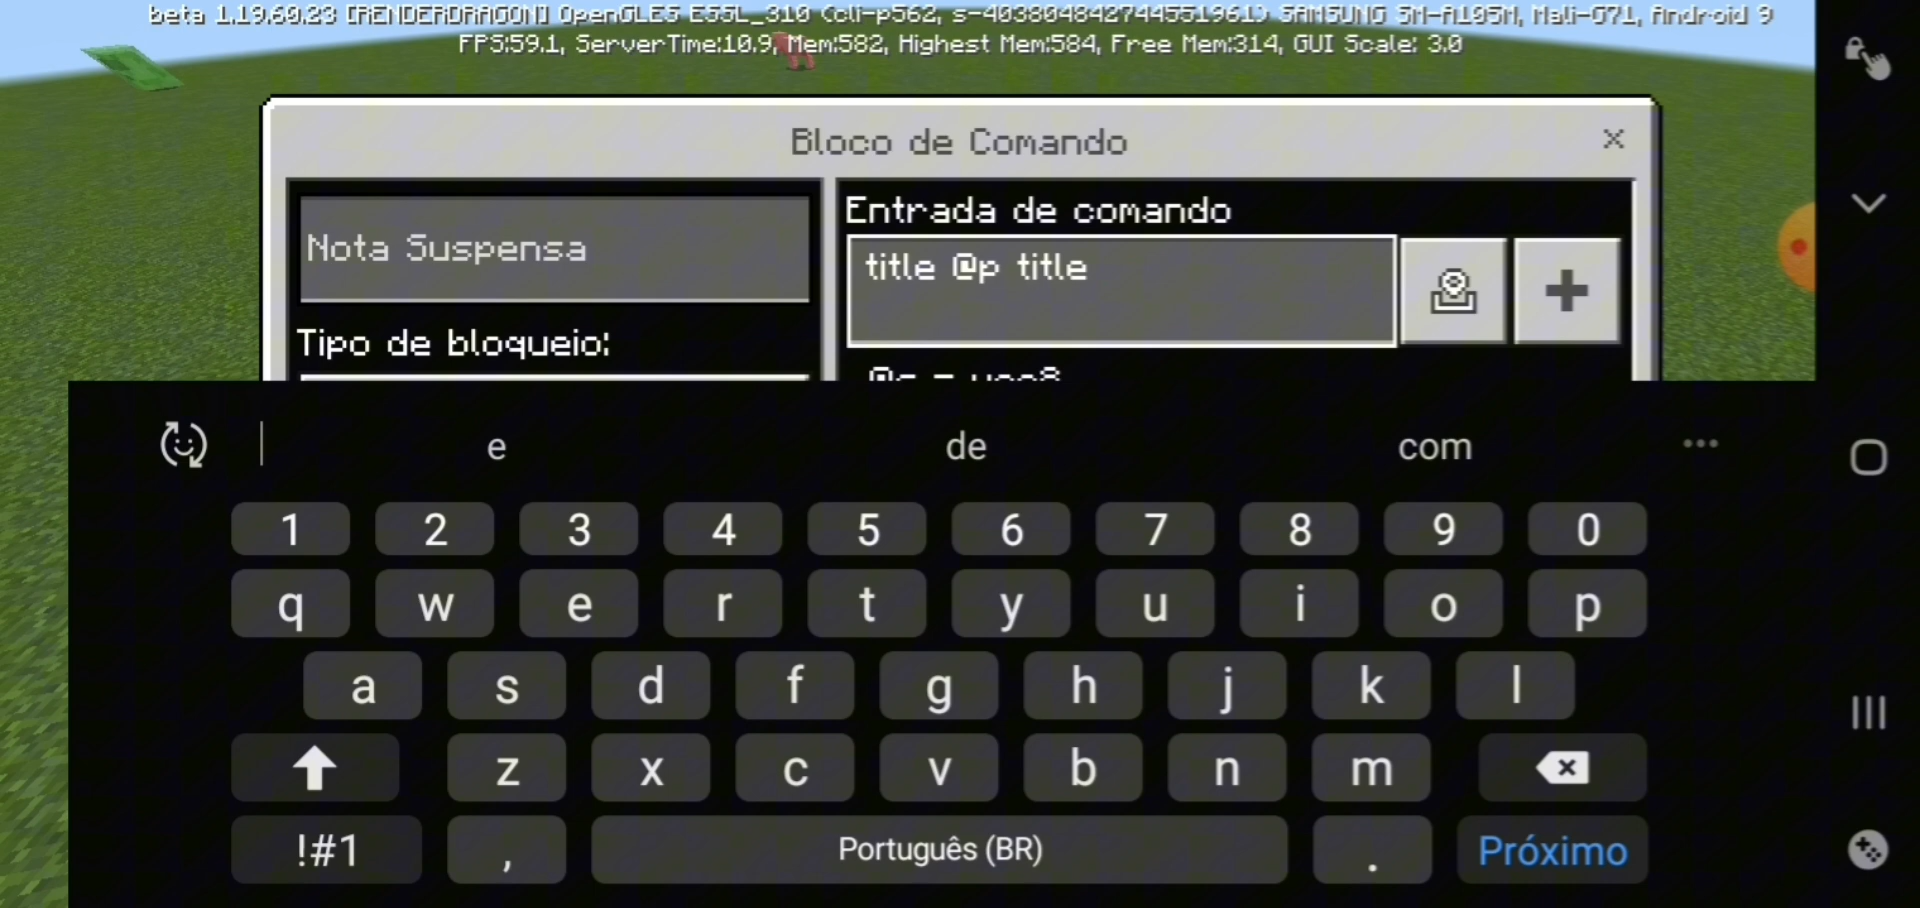 beta 1.19.60.23 [RENDERDRAGON] OpenGLES ESSL_310 (cli-p562, s-403804842744551961) SAMSUNG SM-A105M, Mali-G71, Android 9
FPS:59.1, ServerTime:10.9, Mem:582, Highest Mem:584, Free Mem:314, GUI Scale: 3.0
Bloco de Comando
Nota Suspensa
Tipo de bloqueio:
Entrada de comando
title @p title
e de com
1 2 3 4 5 6 7 8 9 0
q w e r t y u i o p
a s d f g h j k l
z x c v b n m
!#1 , Português (BR) . Próximo